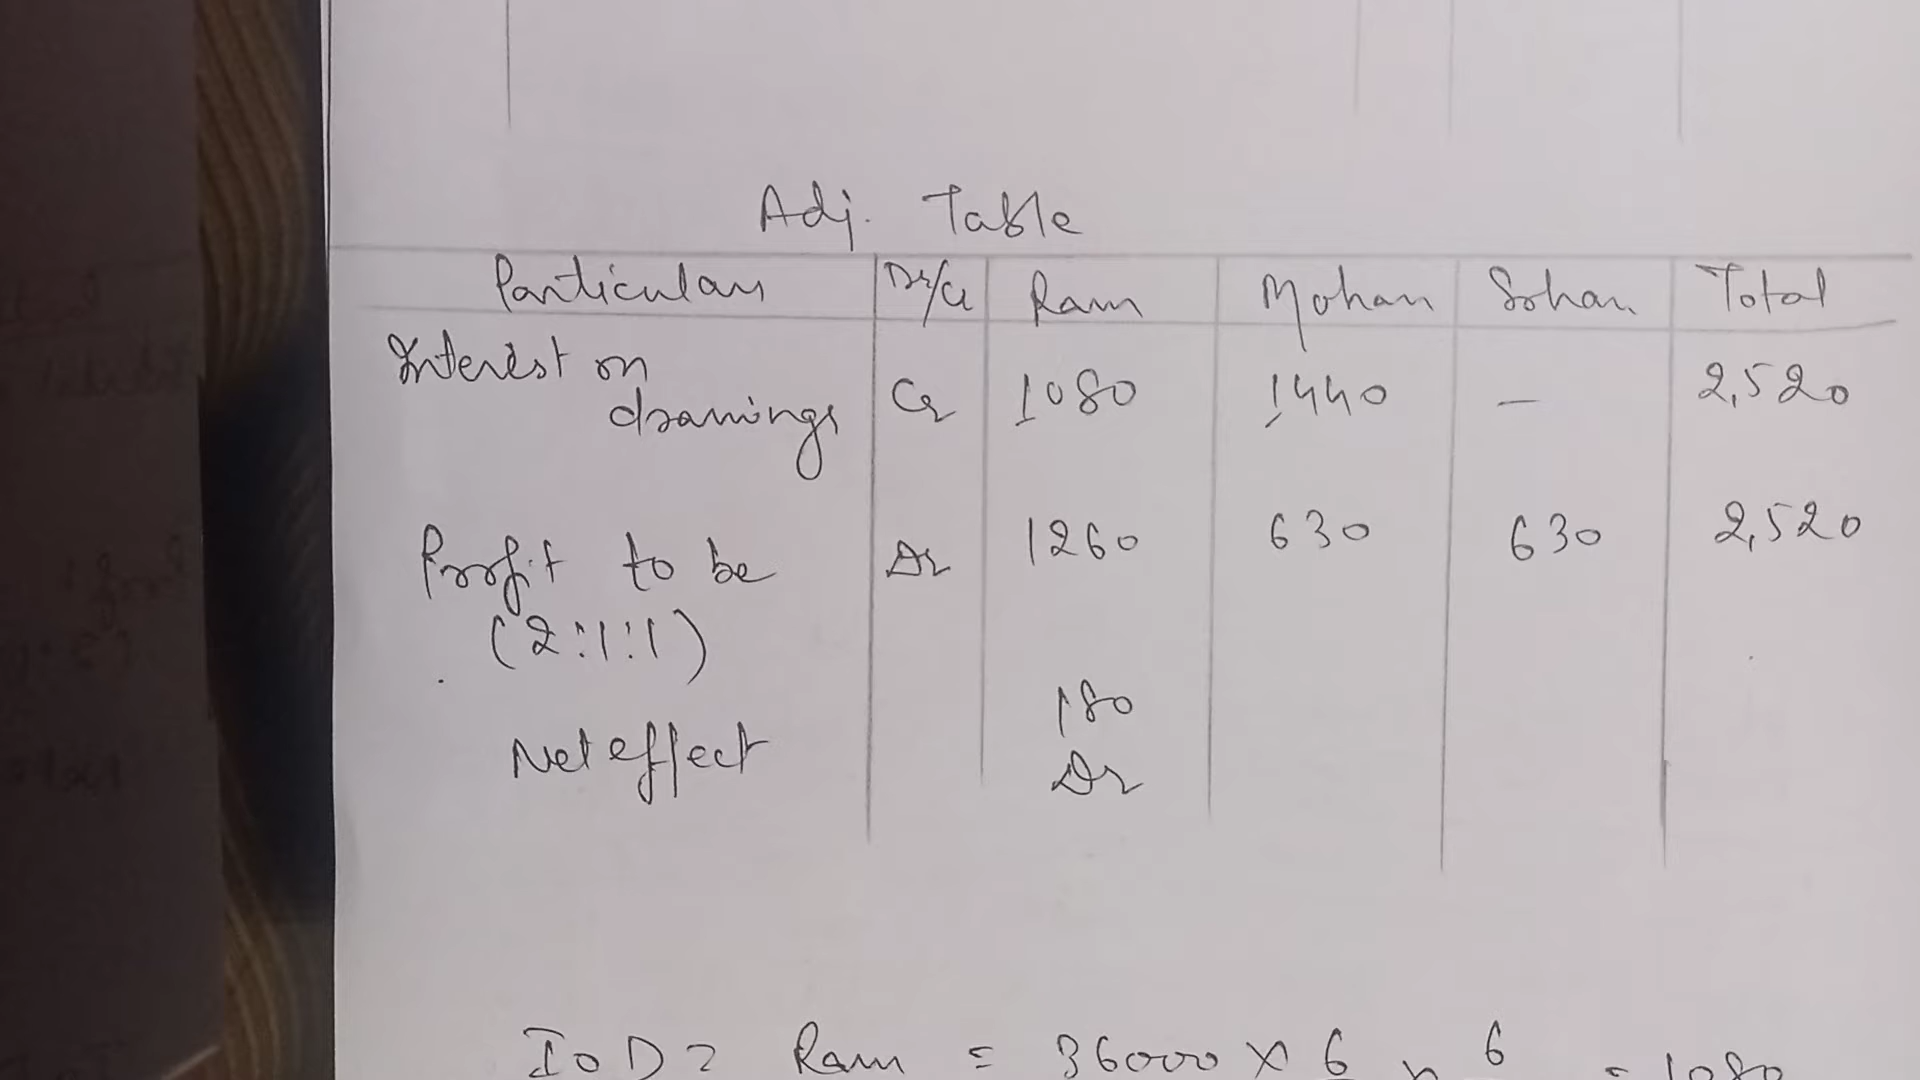 Adj. Table
Particulars Dr/Cr Ram Mohan Sohan Total
Interest on drawings Cr 1080 1440 — 2,520
Profit to be (2:1:1) Dr 1260 630 630 2,520
Net effect 180 Dr
IOD = Ram = 36000 × 6 × 6 = 1080